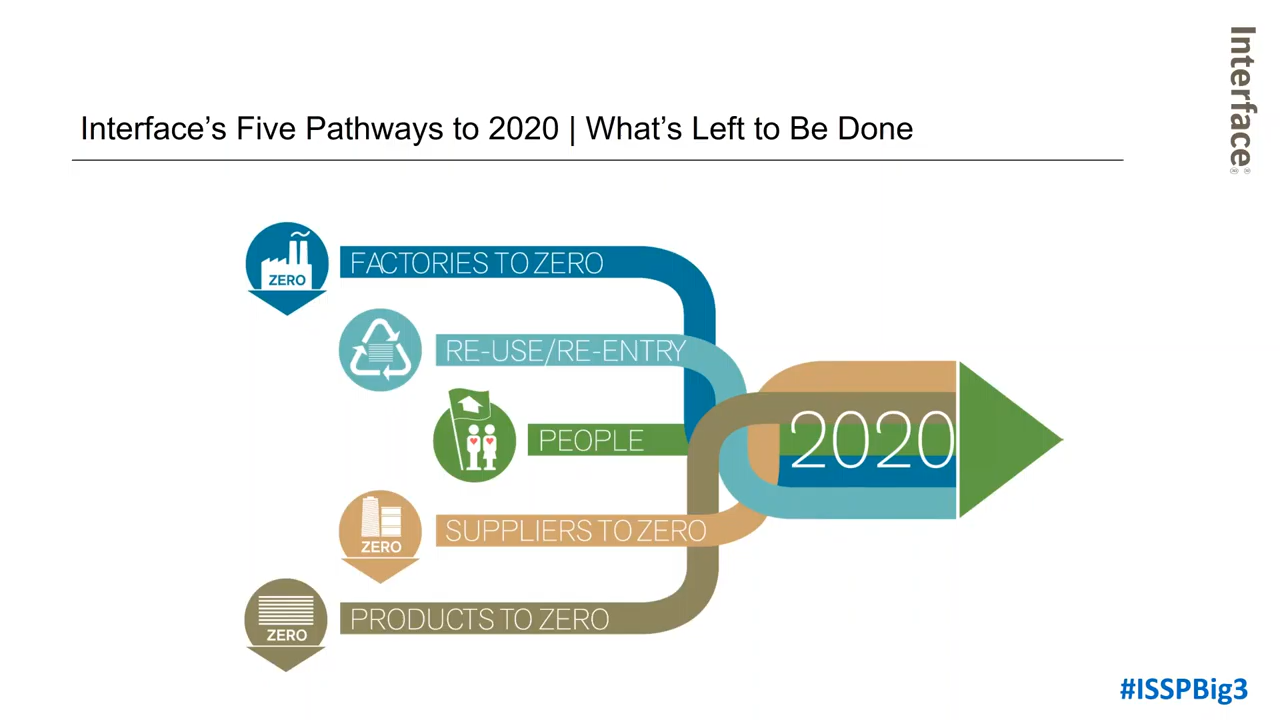 Interface®
Interface's Five Pathways to 2020 | What's Left to Be Done
ZERO
FACTORIES TO ZERO
RE-USE/RE-ENTRY
PEOPLE
2020
ZERO
SUPPLIERS TO ZERO
ZERO
PRODUCTS TO ZERO
#ISSPBig3